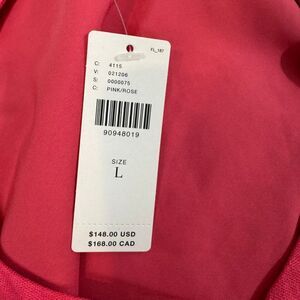 FL_187
C: 4115
V: 021206
S: 0000075
C: PINK/ROSE
90948019
SIZE
L
$148.00 USD
$168.00 CAD